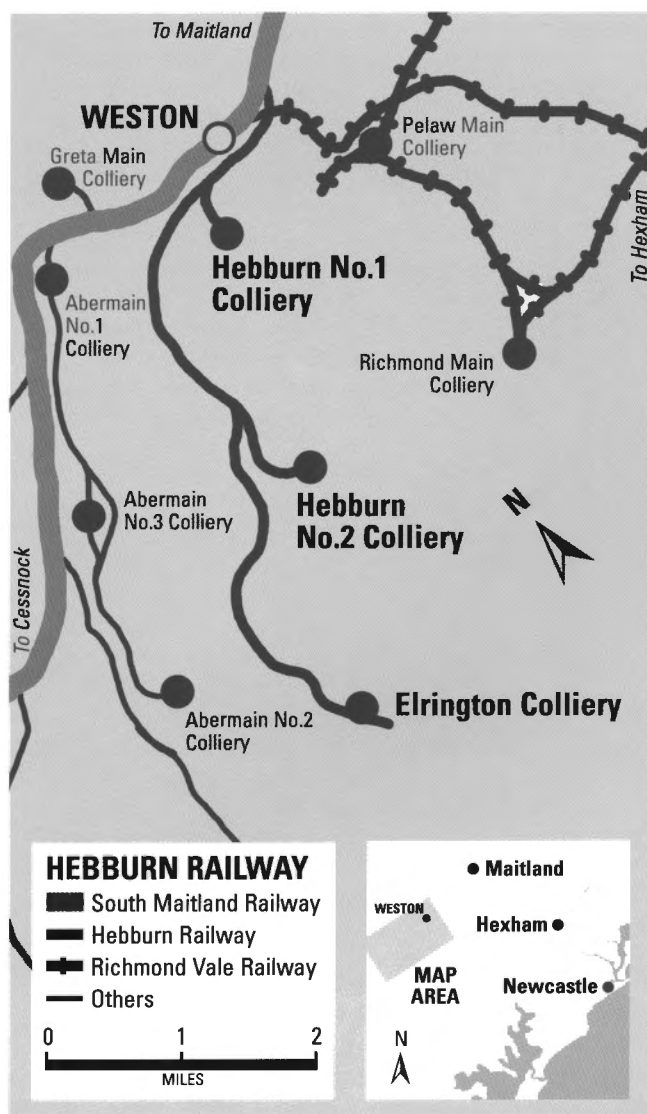 To Maitland
WESTON
Greta Main
Colliery
Pelaw Main
Colliery
To Hexham
Hebburn No.1
Colliery
Abermain
No.1
Colliery
Richmond Main
Colliery
N
Abermain
No.3 Colliery
Hebburn
No.2 Colliery
To Cessnock
Elrington Colliery
Abermain No.2
Colliery
HEBBURN RAILWAY
South Maitland Railway
Hebburn Railway
Richmond Vale Railway
Others
0 1 2
MILES
Maitland
WESTON
Hexham
MAP
AREA
Newcastle
N